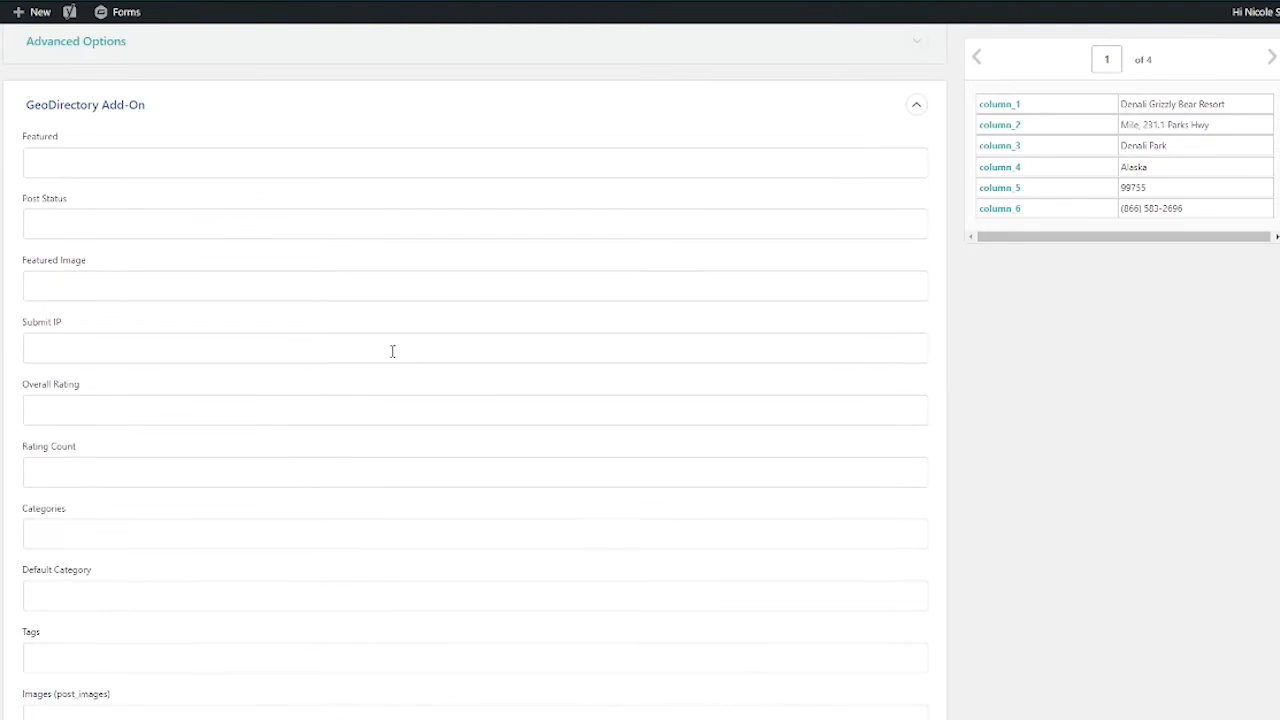 New Forms Hi Nicole S
Advanced Options
1 of 4
GeoDirectory Add-On
column_1 Denali Grizzly Bear Resort
column_2 Mile, 231.1 Parks Hwy
column_3 Denali Park
column_4 Alaska
column_5 99755
column_6 (866) 583-2696
Featured
Post Status
Featured Image
Submit IP
Overall Rating
Rating Count
Categories
Default Category
Tags
Images (post_images)